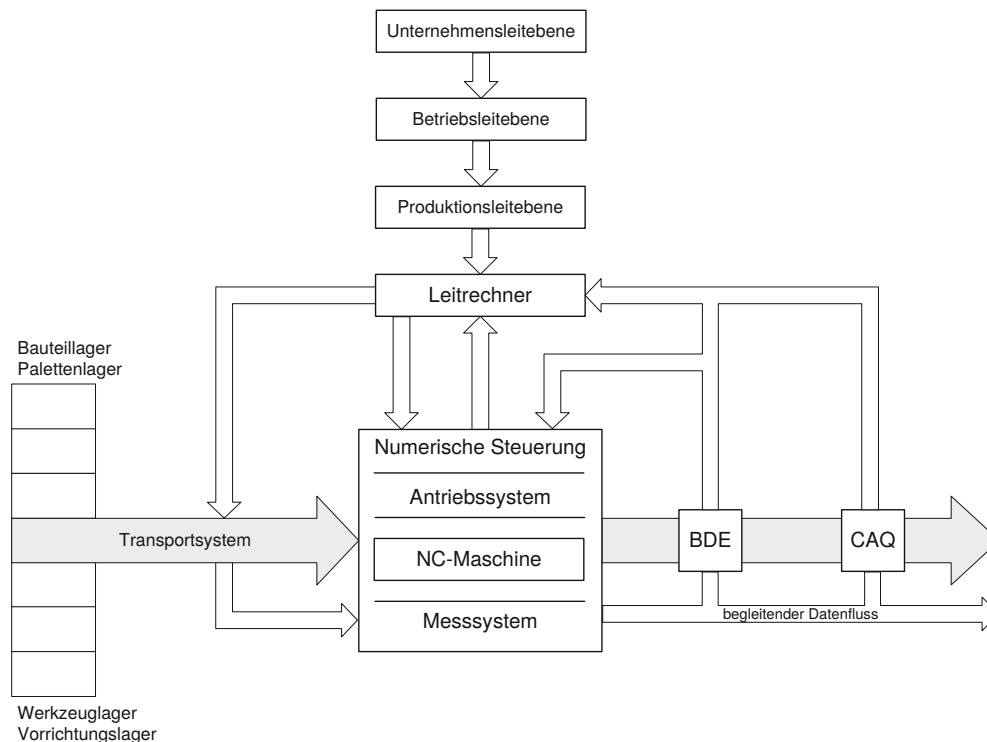 Unternehmensleitebene
Betriebsleitebene
Produktionsleitebene
Leitrechner
Bauteillager
Palettenlager
Numerische Steuerung
Antriebssystem
Transportsystem
NC-Maschine
BDE
CAQ
Messsystem
begleitender Datenfluss
Werkzeuglager
Vorrichtungslager